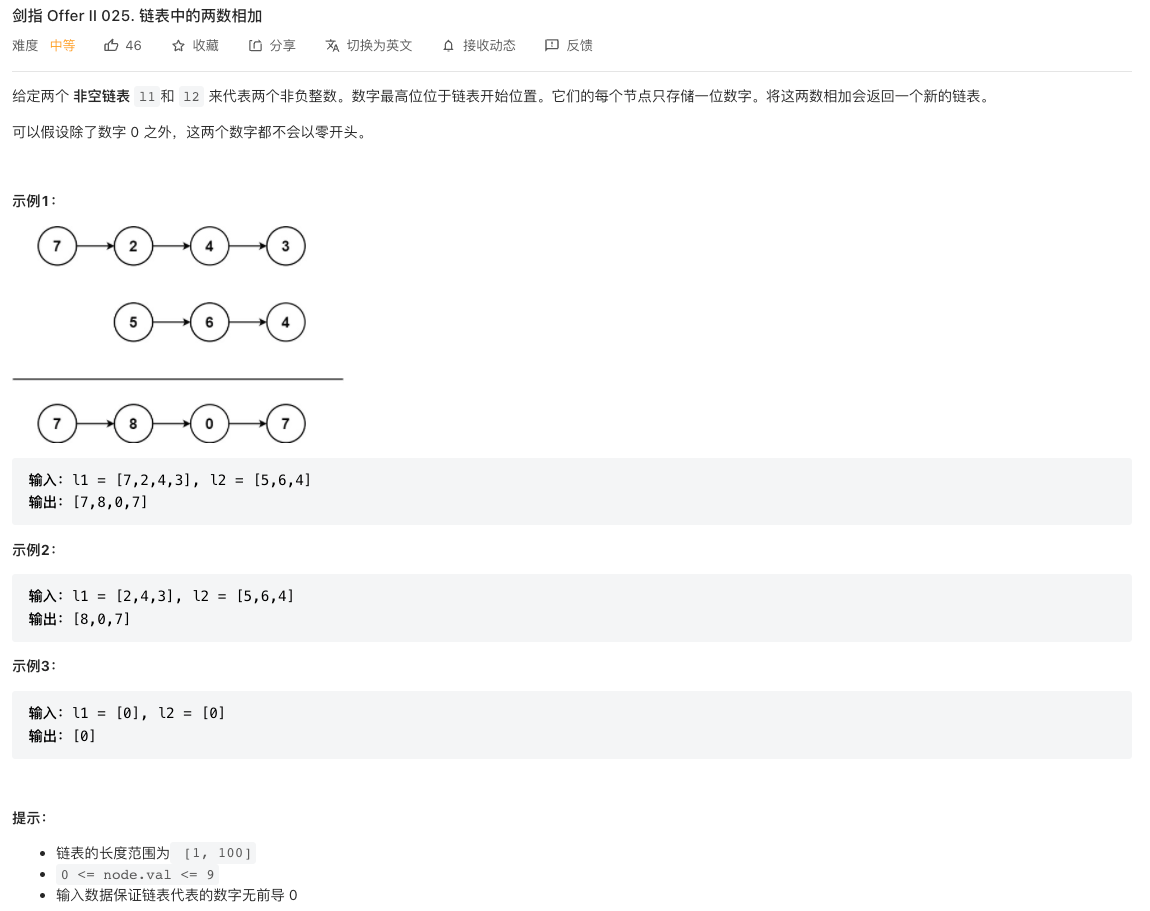 剑指 Offer II 025. 链表中的两数相加
难度 中等 46 收藏 分享 切换为英文 接收动态 反馈
给定两个 非空链表 l1 和 l2 来代表两个非负整数。数字最高位位于链表开始位置。它们的每个节点只存储一位数字。将这两数相加会返回一个新的链表。
可以假设除了数字 0 之外，这两个数字都不会以零开头。
示例1：
7 2 4 3
5 6 4
7 8 0 7
输入：l1 = [7,2,4,3], l2 = [5,6,4]
输出：[7,8,0,7]
示例2：
输入：l1 = [2,4,3], l2 = [5,6,4]
输出：[8,0,7]
示例3：
输入：l1 = [0], l2 = [0]
输出：[0]
提示：
链表的长度范围为 [1, 100]
0 <= node.val <= 9
输入数据保证链表代表的数字无前导 0